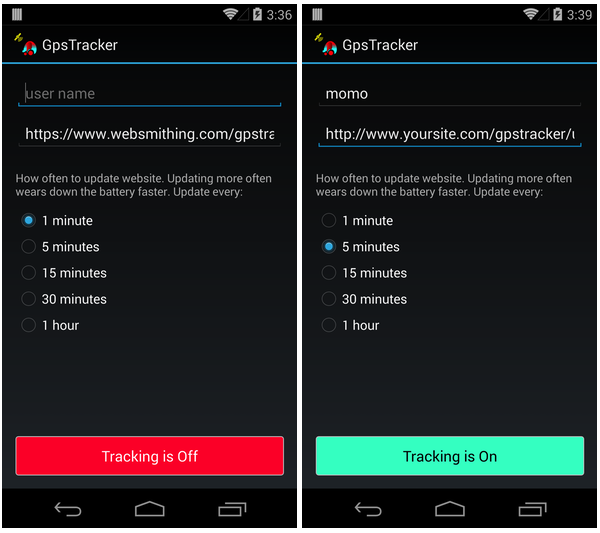 3:36
GpsTracker
user name
https://www.websmithing.com/gpstra
How often to update website. Updating more often
wears down the battery faster. Update every:
1 minute
5 minutes
15 minutes
30 minutes
1 hour
Tracking is Off
3:39
GpsTracker
momo
http://www.yoursite.com/gpstracker/u
How often to update website. Updating more often
wears down the battery faster. Update every:
1 minute
5 minutes
15 minutes
30 minutes
1 hour
Tracking is On